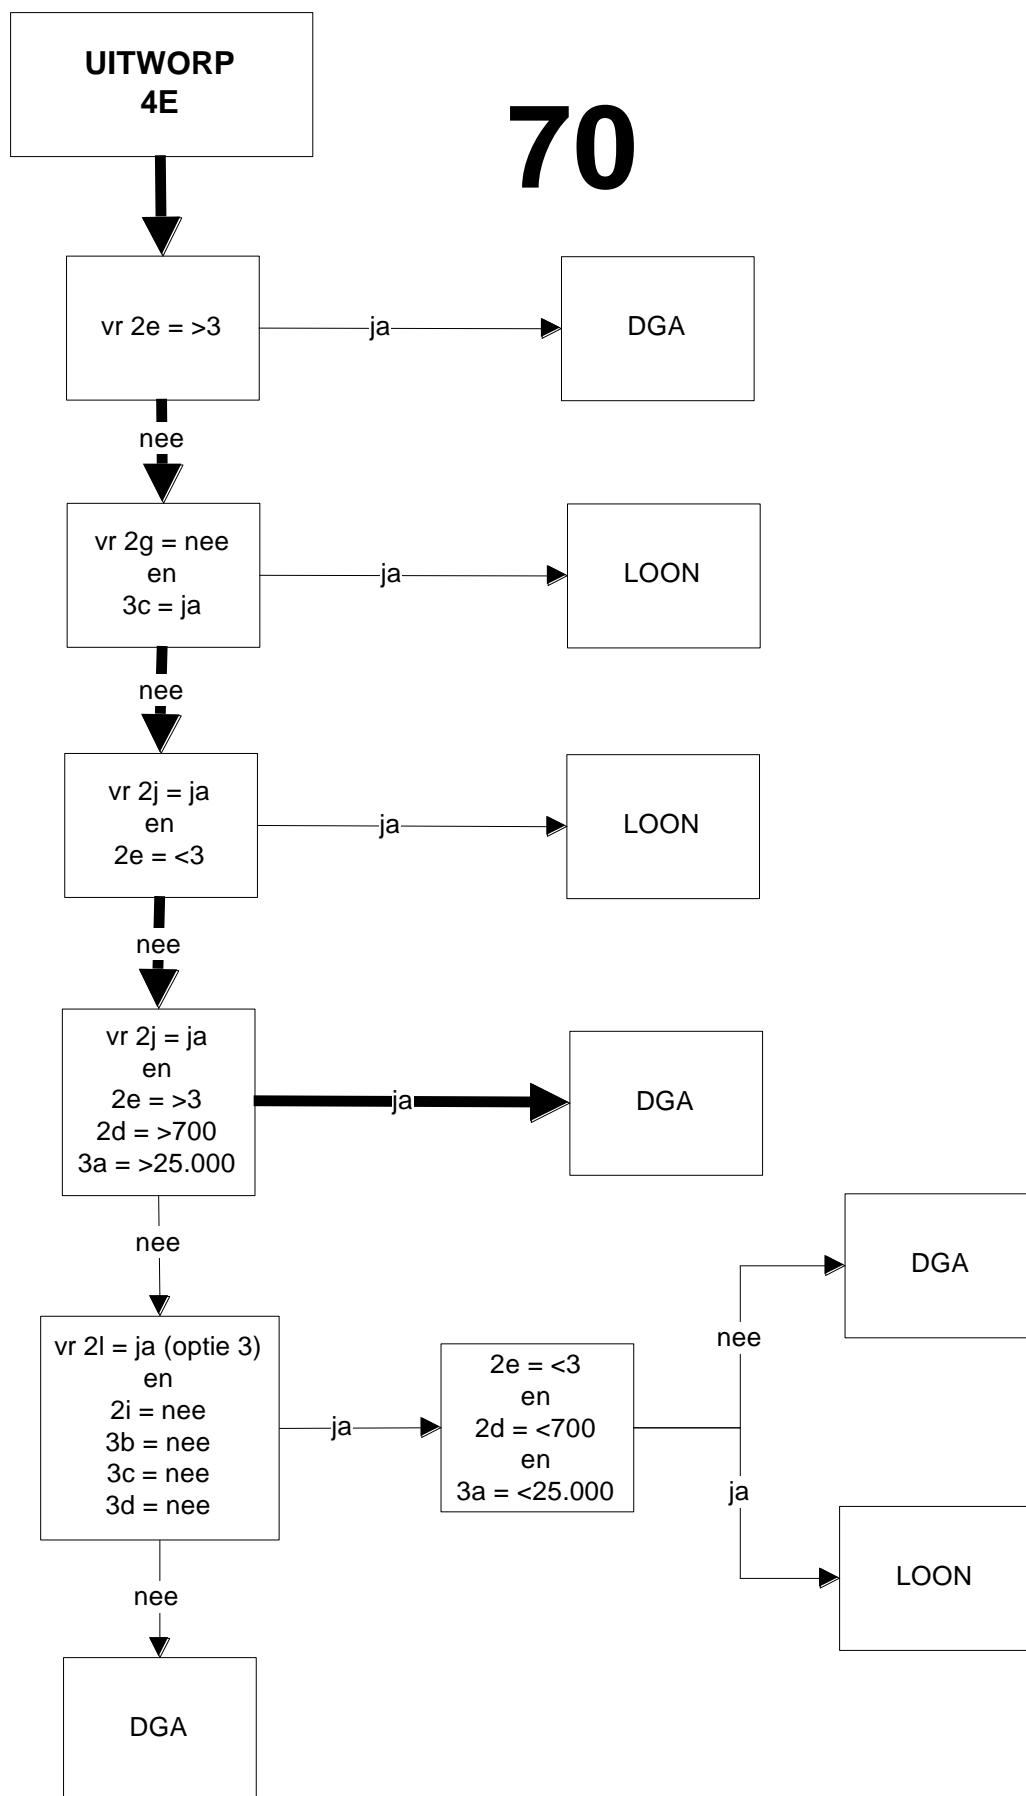 UITWORP
4E
70
vr 2e = >3
ja
DGA
nee
vr 2g = nee
en
3c = ja
ja
LOON
nee
vr 2j = ja
en
2e = <3
ja
LOON
nee
vr 2j = ja
en
2e = >3
2d = >700
3a = >25.000
ja
DGA
nee
vr 2l = ja (optie 3)
en
2i = nee
3b = nee
3c = nee
3d = nee
ja
2e = <3
en
2d = <700
en
3a = <25.000
nee
DGA
ja
LOON
nee
DGA